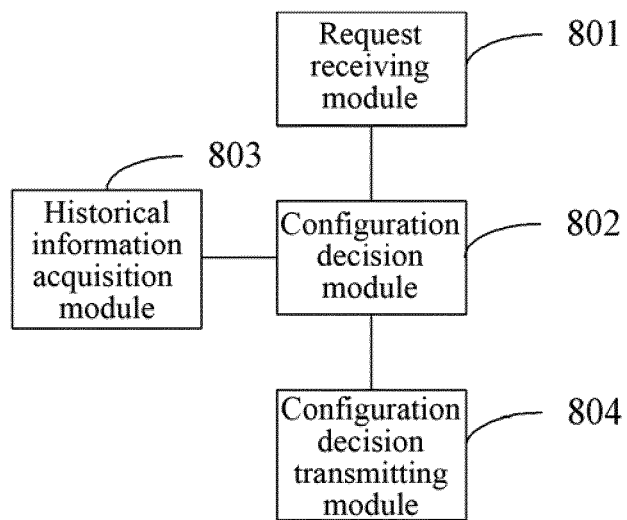 Request
receiving
module
801
803
Historical
information
acquisition
module
Configuration
decision
module
802
Configuration
decision
transmitting
module
804